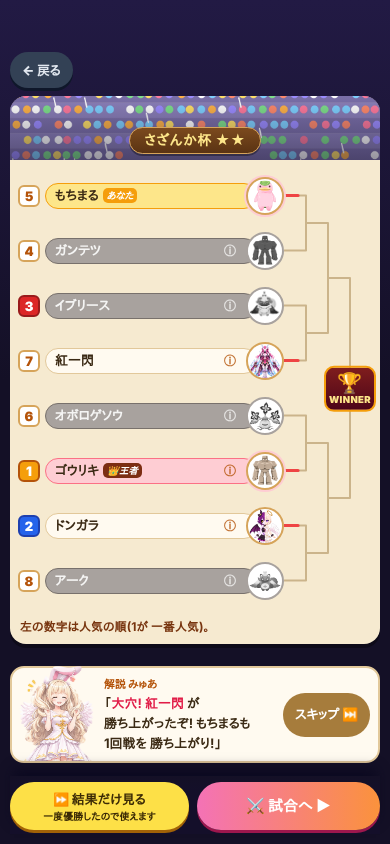 ← 戻る
さざんか杯 ★★
5 もちまる あなた
4 ガンテツ ⓘ
3 イブリース ⓘ
7 紅一閃 ⓘ
WINNER
6 オボロゲソウ ⓘ
1 ゴウリキ 👑王者 ⓘ
2 ドンガラ ⓘ
8 アーク ⓘ
左の数字は人気の順(1が 一番人気)。
解説 みゅあ
「大穴! 紅一閃 が
勝ち上がったぞ! もちまるも
1回戦を 勝ち上がり!」
スキップ ⏩
⏩ 結果だけ見る
一度優勝したので使えます
⚔️ 試合へ ▶